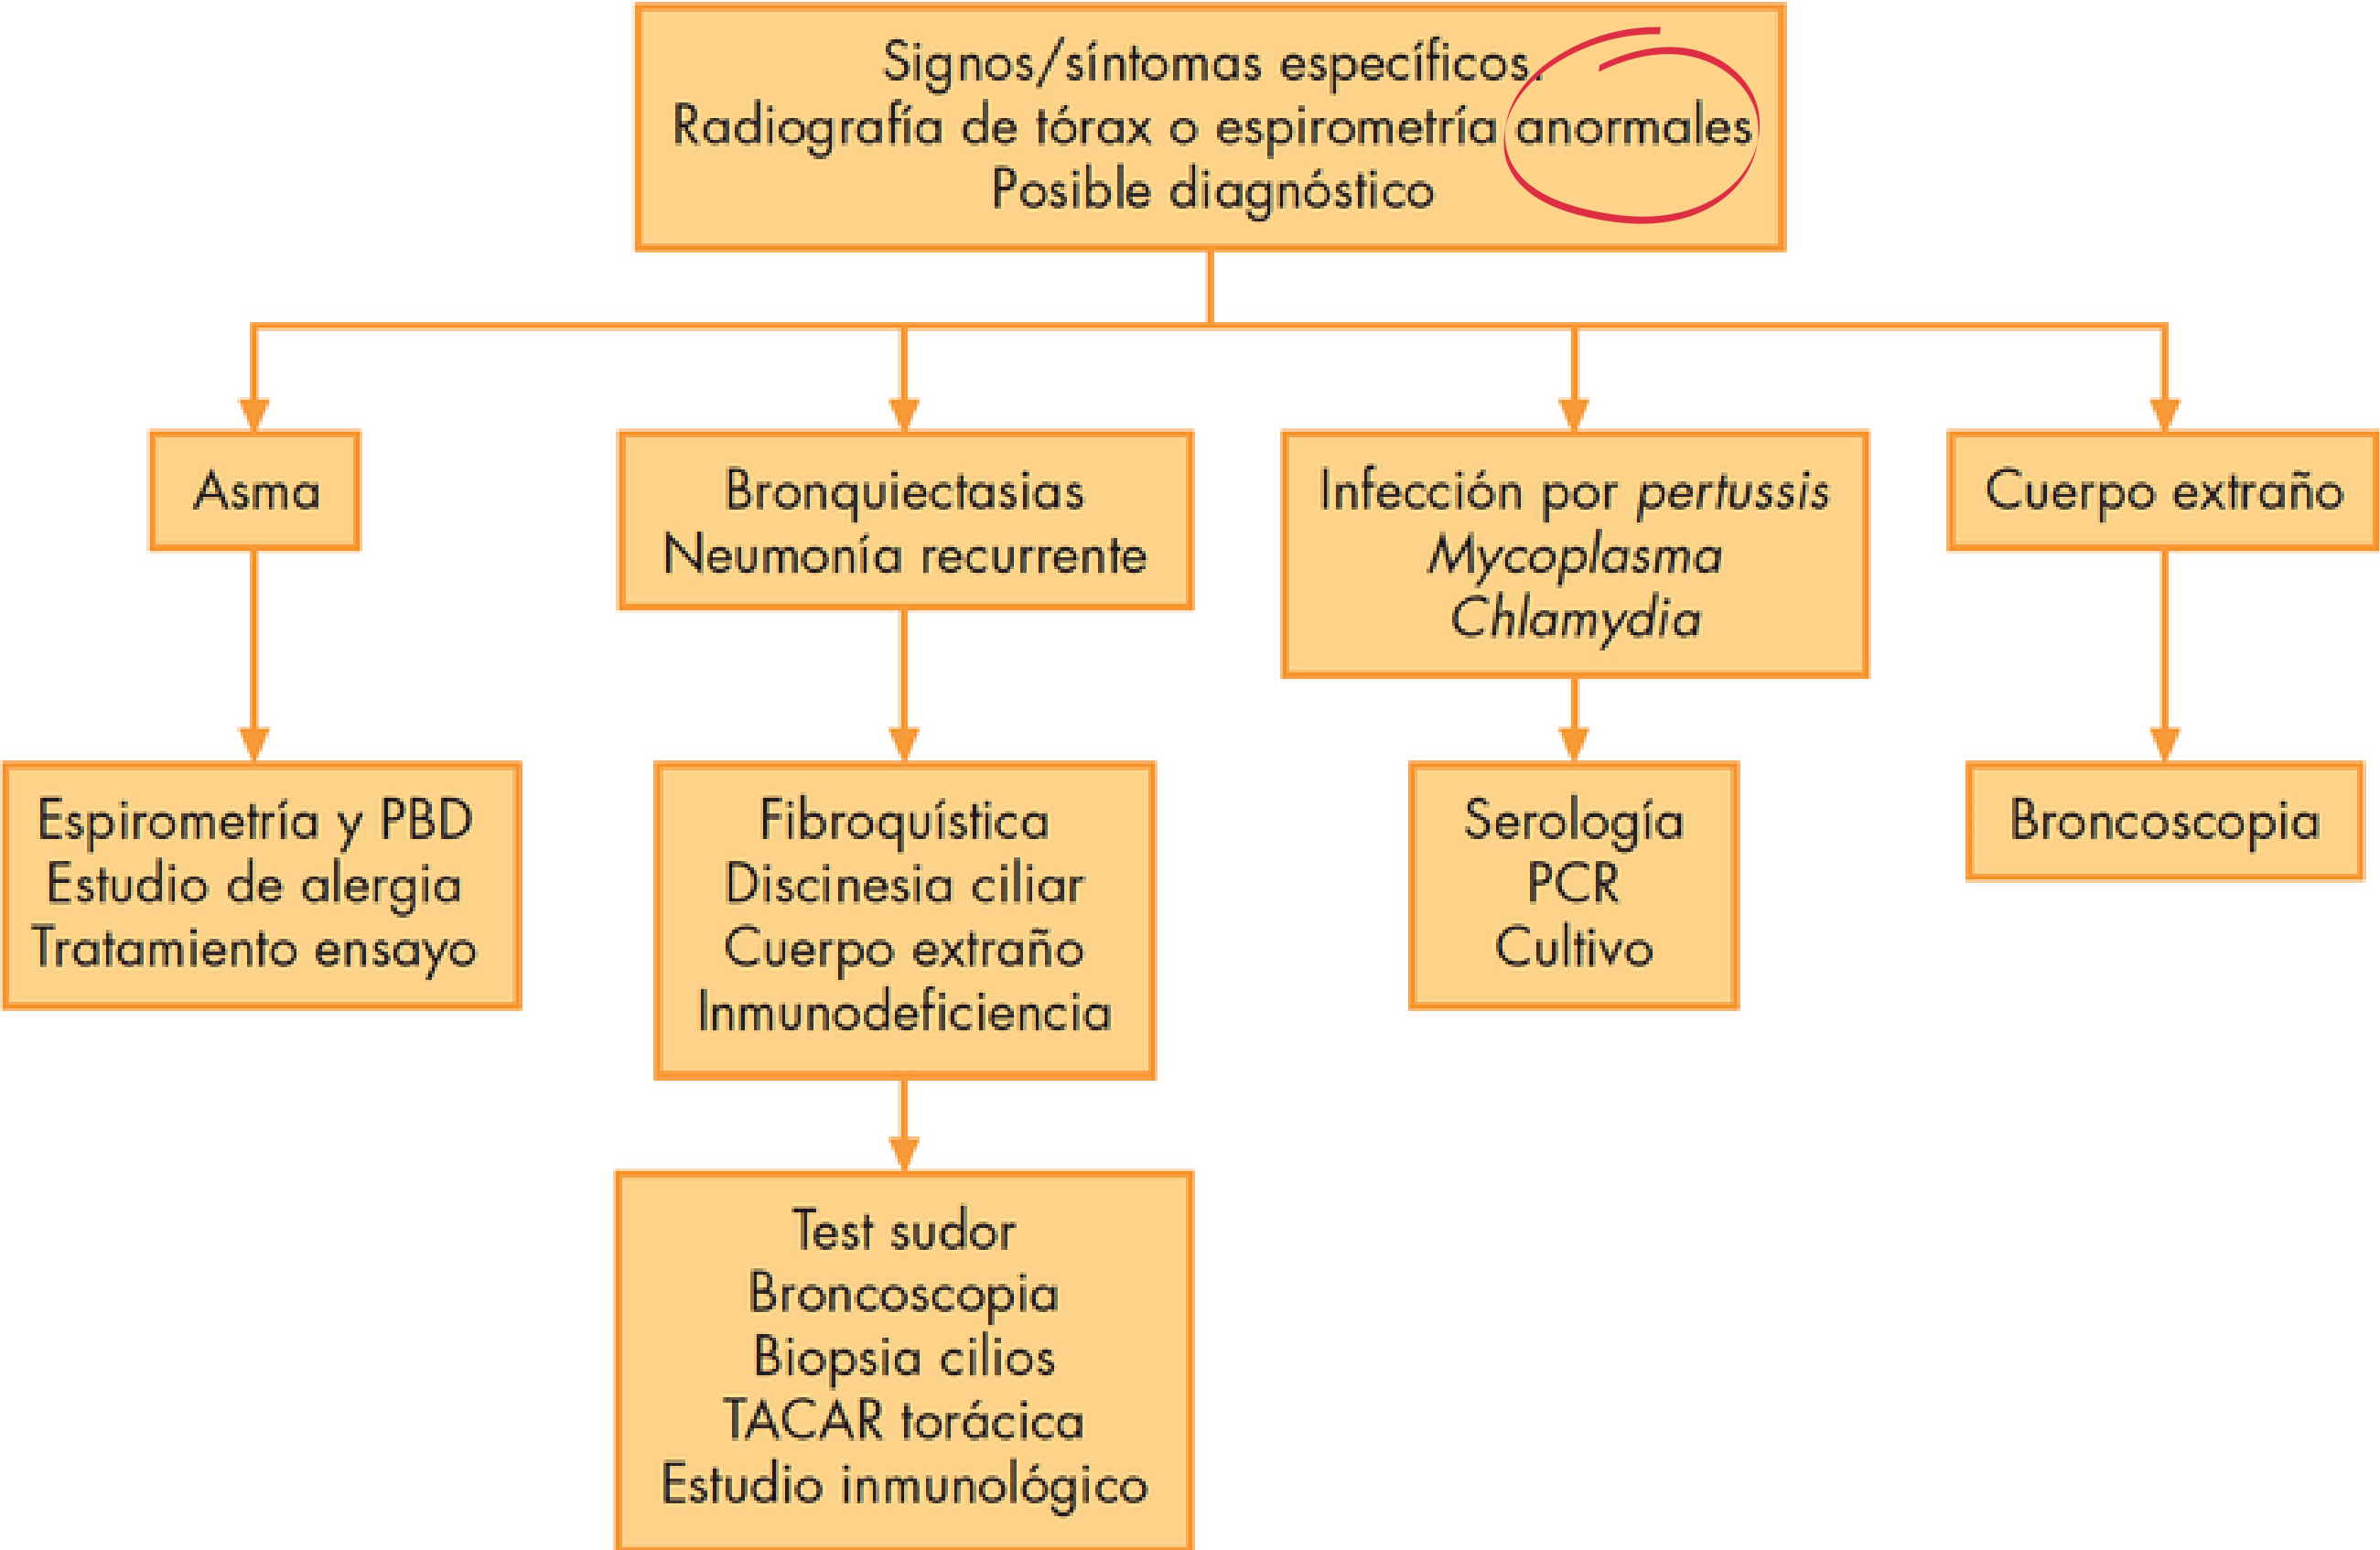 Signos/síntomas específicos.
Radiografía de tórax o espirometría anormales
Posible diagnóstico
Asma
Bronquiectasias
Neumonía recurrente
Infección por pertussis
Mycoplasma
Chlamydia
Cuerpo extraño
Espirometría y PBD
Estudio de alergia
Tratamiento ensayo
Fibroquística
Discinesia ciliar
Cuerpo extraño
Inmunodeficiencia
Serología
PCR
Cultivo
Broncoscopia
Test sudor
Broncoscopia
Biopsia cilios
TACAR torácica
Estudio inmunológico